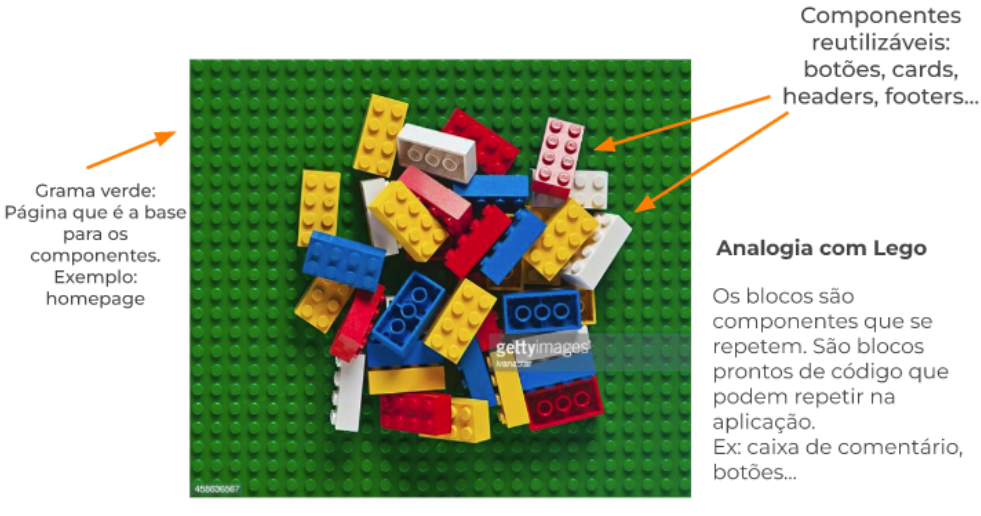 Componentes
reutilizáveis:
botões, cards,
headers, footers...
Grama verde:
Página que é a base
para os
componentes.
Exemplo:
homepage
Analogia com Lego
Os blocos são
componentes que se
repetem. São blocos
prontos de código que
podem repetir na
aplicação.
Ex: caixa de comentário,
botões...
gettyimages
ivanastar
458636567